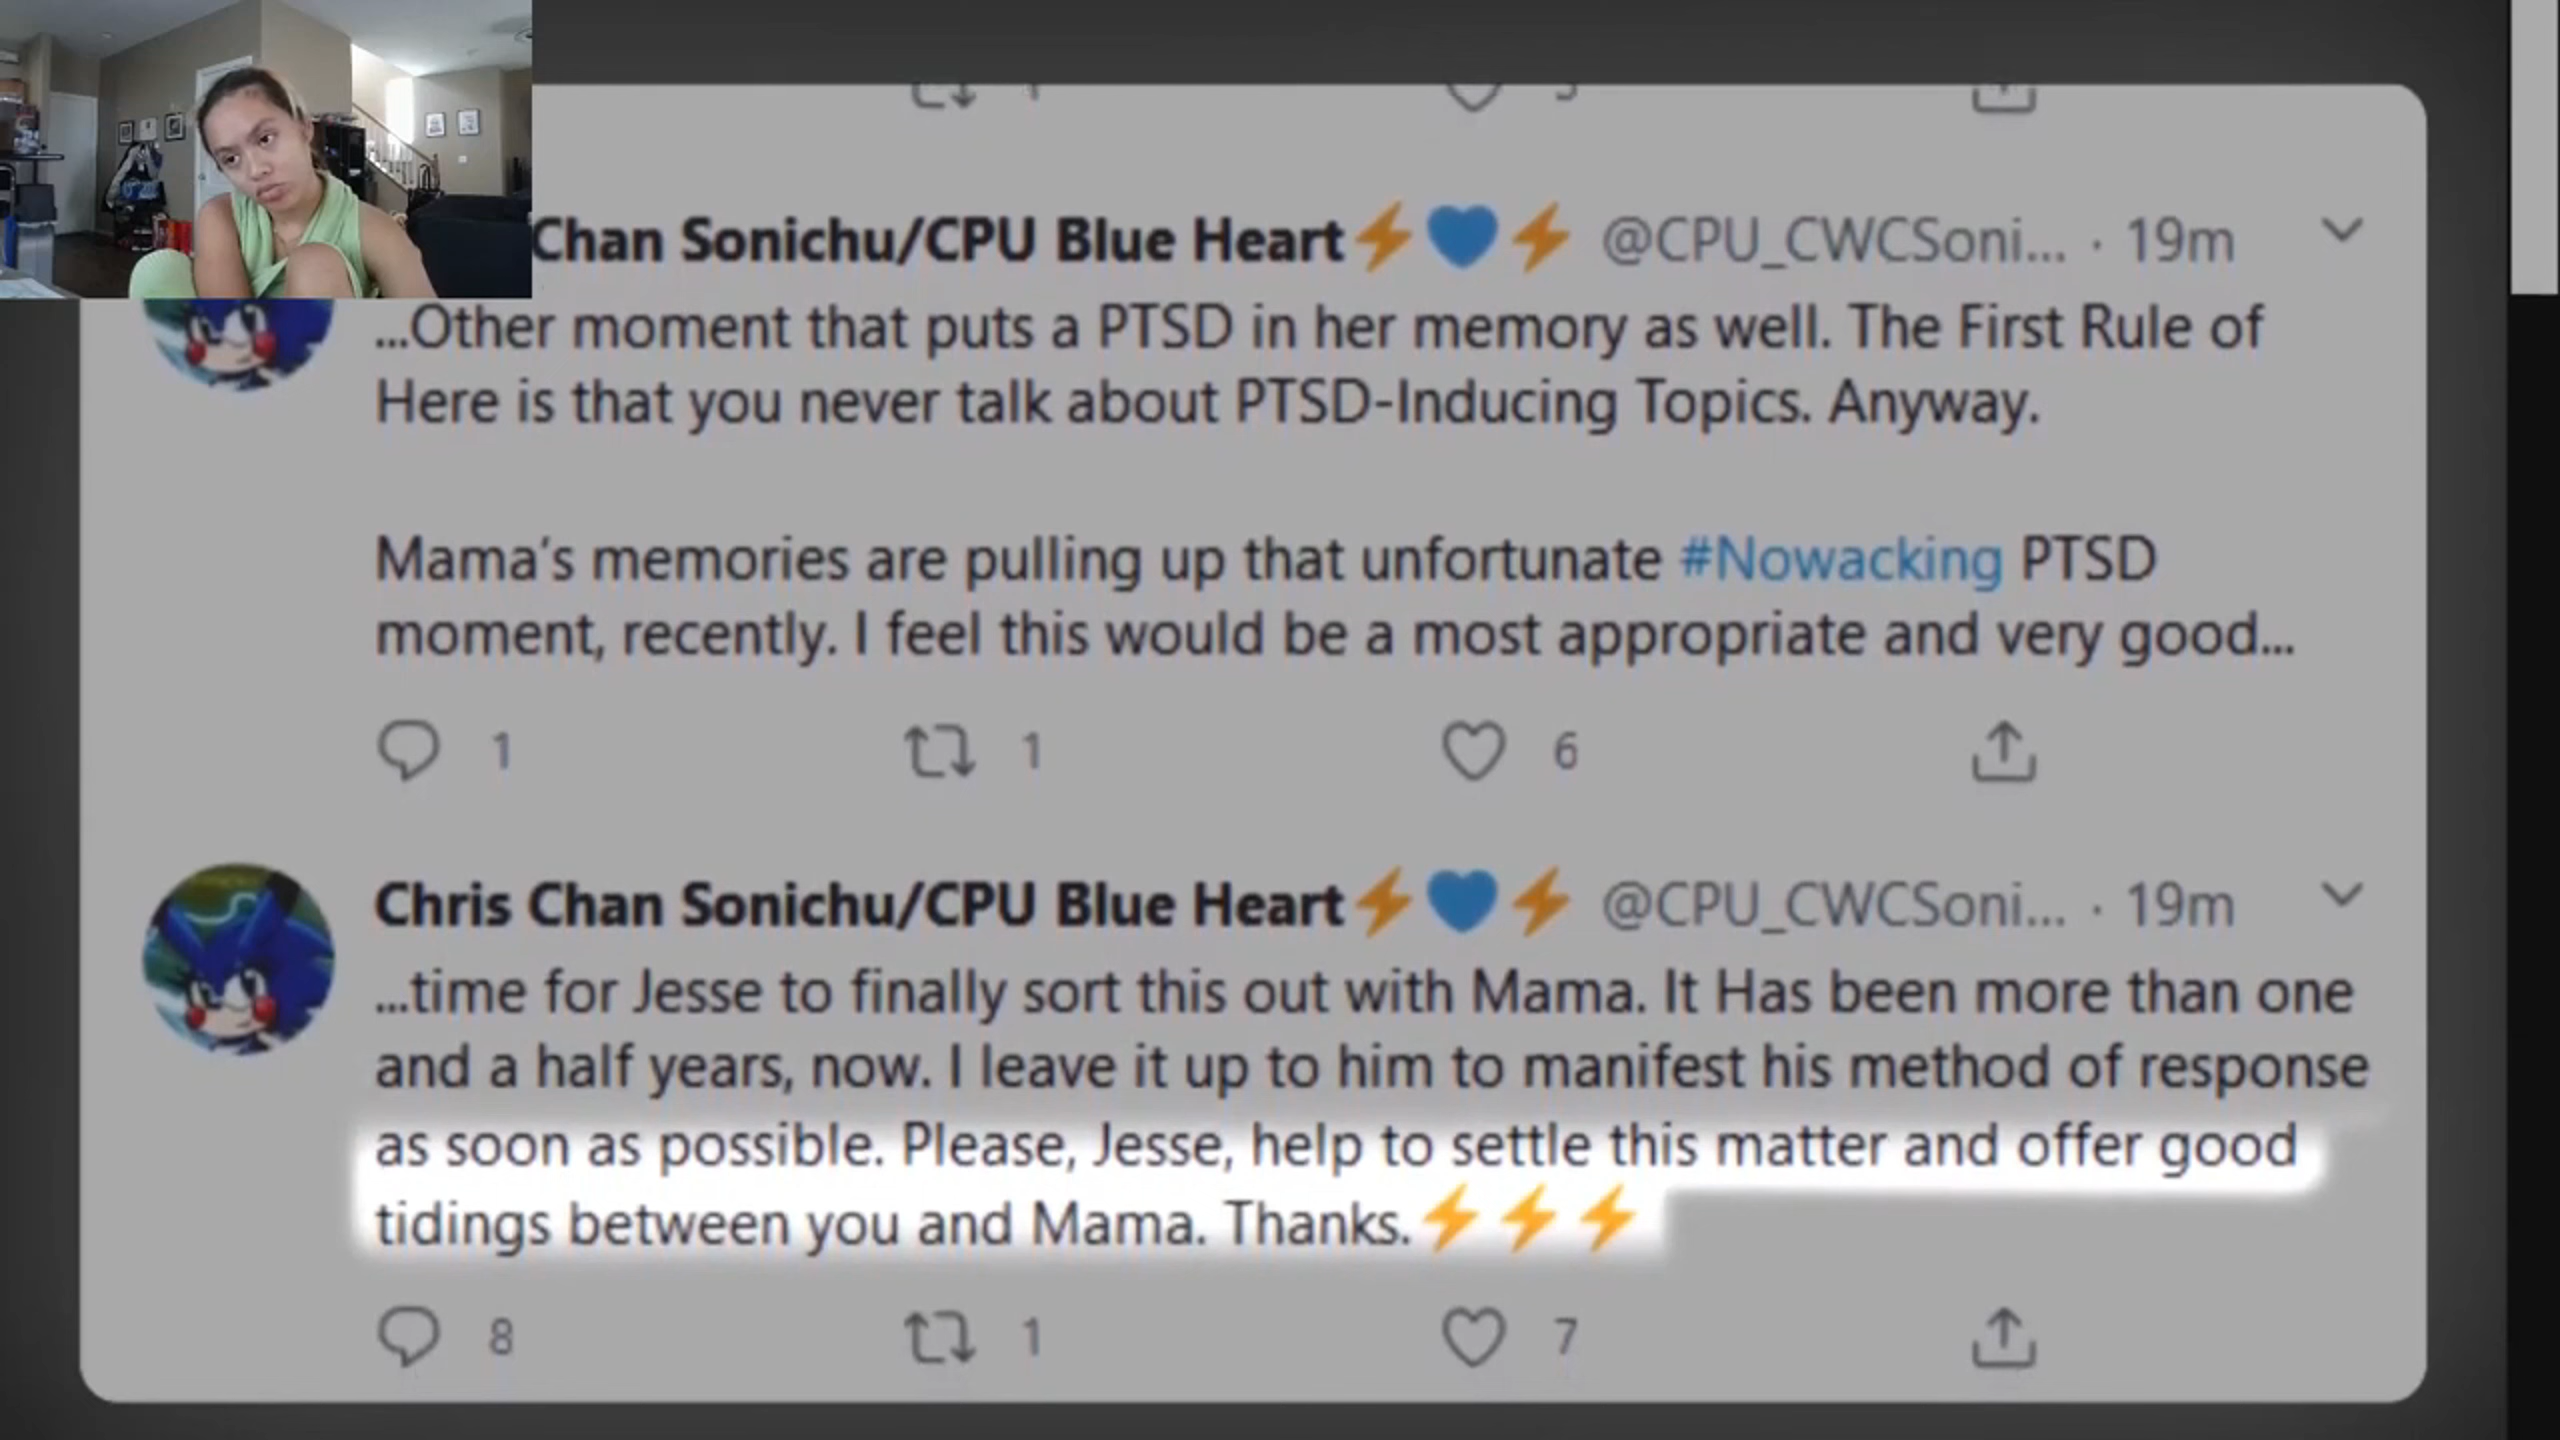 1 5
Chan Sonichu/CPU Blue Heart⚡💙⚡ @CPU_CWCSoni... · 19m
...Other moment that puts a PTSD in her memory as well. The First Rule of
Here is that you never talk about PTSD-Inducing Topics. Anyway.
Mama's memories are pulling up that unfortunate #Nowacking PTSD
moment, recently. I feel this would be a most appropriate and very good...
1 1 6
Chris Chan Sonichu/CPU Blue Heart⚡💙⚡ @CPU_CWCSoni... · 19m
...time for Jesse to finally sort this out with Mama. It Has been more than one
and a half years, now. I leave it up to him to manifest his method of response
as soon as possible. Please, Jesse, help to settle this matter and offer good
tidings between you and Mama. Thanks.⚡⚡⚡
8 1 7